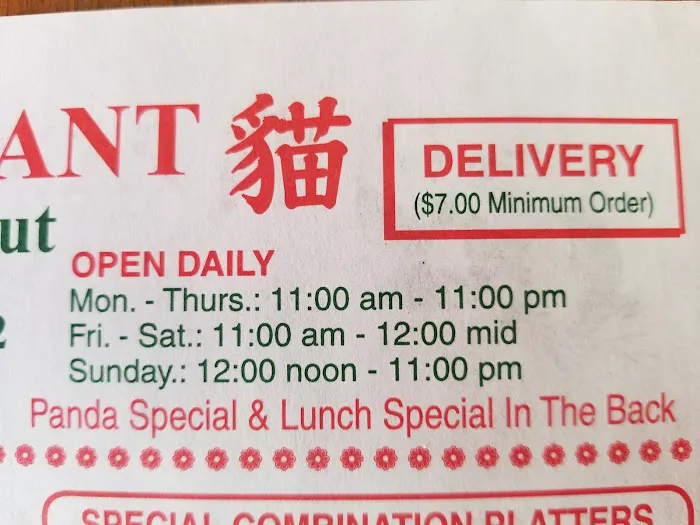 ANT 貓
DELIVERY
($7.00 Minimum Order)
ut
OPEN DAILY
Mon. - Thurs.: 11:00 am - 11:00 pm
2
Fri. - Sat.: 11:00 am - 12:00 mid
Sunday.: 12:00 noon - 11:00 pm
Panda Special & Lunch Special In The Back
SPECIAL COMBINATION PLATTERS